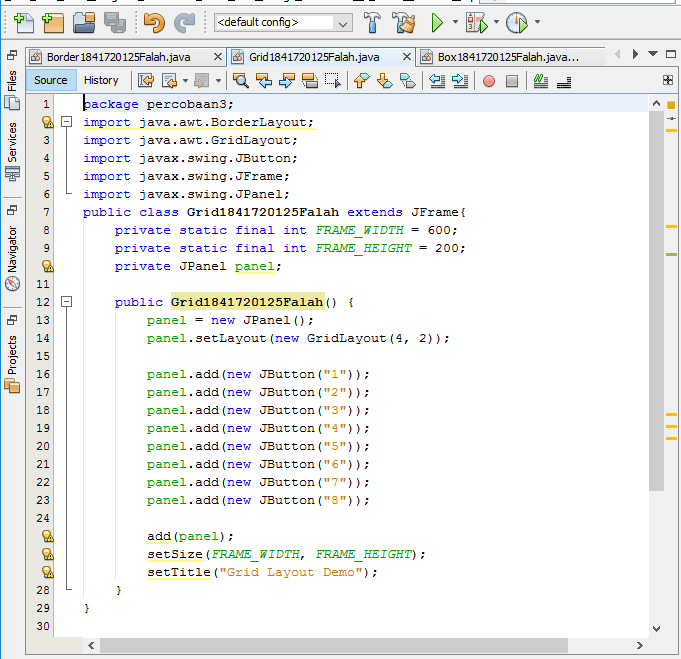 <default config>
Border1841720125Falah.java
Grid1841720125Falah.java
Box1841720125Falah.java...
Source History
Files
Services
Navigator
Projects
1 package percobaan3;
import java.awt.BorderLayout;
3 import java.awt.GridLayout;
4 import javax.swing.JButton;
5 import javax.swing.JFrame;
6 import javax.swing.JPanel;
7 public class Grid1841720125Falah extends JFrame{
8 private static final int FRAME_WIDTH = 600;
9 private static final int FRAME_HEIGHT = 200;
private JPanel panel;
11
12 public Grid1841720125Falah() {
13 panel = new JPanel();
14 panel.setLayout(new GridLayout(4, 2));
15
16 panel.add(new JButton("1"));
17 panel.add(new JButton("2"));
18 panel.add(new JButton("3"));
19 panel.add(new JButton("4"));
20 panel.add(new JButton("5"));
21 panel.add(new JButton("6"));
22 panel.add(new JButton("7"));
23 panel.add(new JButton("8"));
24
add(panel);
setSize(FRAME_WIDTH, FRAME_HEIGHT);
setTitle("Grid Layout Demo");
28 }
29 }
30